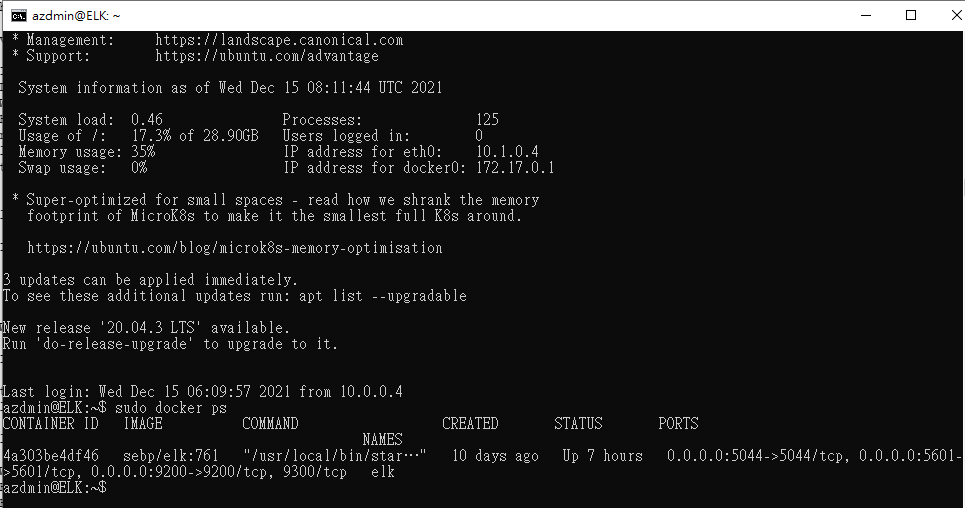 azdmin@ELK: ~
* Management:     https://landscape.canonical.com
* Support:        https://ubuntu.com/advantage
System information as of Wed Dec 15 08:11:44 UTC 2021
System load:  0.46              Processes:              125
Usage of /:   17.3% of 28.90GB   Users logged in:        0
Memory usage: 35%               IP address for eth0:    10.1.0.4
Swap usage:   0%                IP address for docker0: 172.17.0.1
* Super-optimized for small spaces - read how we shrank the memory
footprint of MicroK8s to make it the smallest full K8s around.
https://ubuntu.com/blog/microk8s-memory-optimisation
3 updates can be applied immediately.
To see these additional updates run: apt list --upgradable
New release '20.04.3 LTS' available.
Run 'do-release-upgrade' to upgrade to it.
Last login: Wed Dec 15 06:09:57 2021 from 10.0.0.4
azdmin@ELK:~$ sudo docker ps
CONTAINER ID   IMAGE          COMMAND                  CREATED       STATUS       PORTS
NAMES
4a303be4df46   sebp/elk:761   "/usr/local/bin/star…"   10 days ago   Up 7 hours   0.0.0.0:5044->5044/tcp, 0.0.0.0:5601-
>5601/tcp, 0.0.0.0:9200->9200/tcp, 9300/tcp   elk
azdmin@ELK:~$